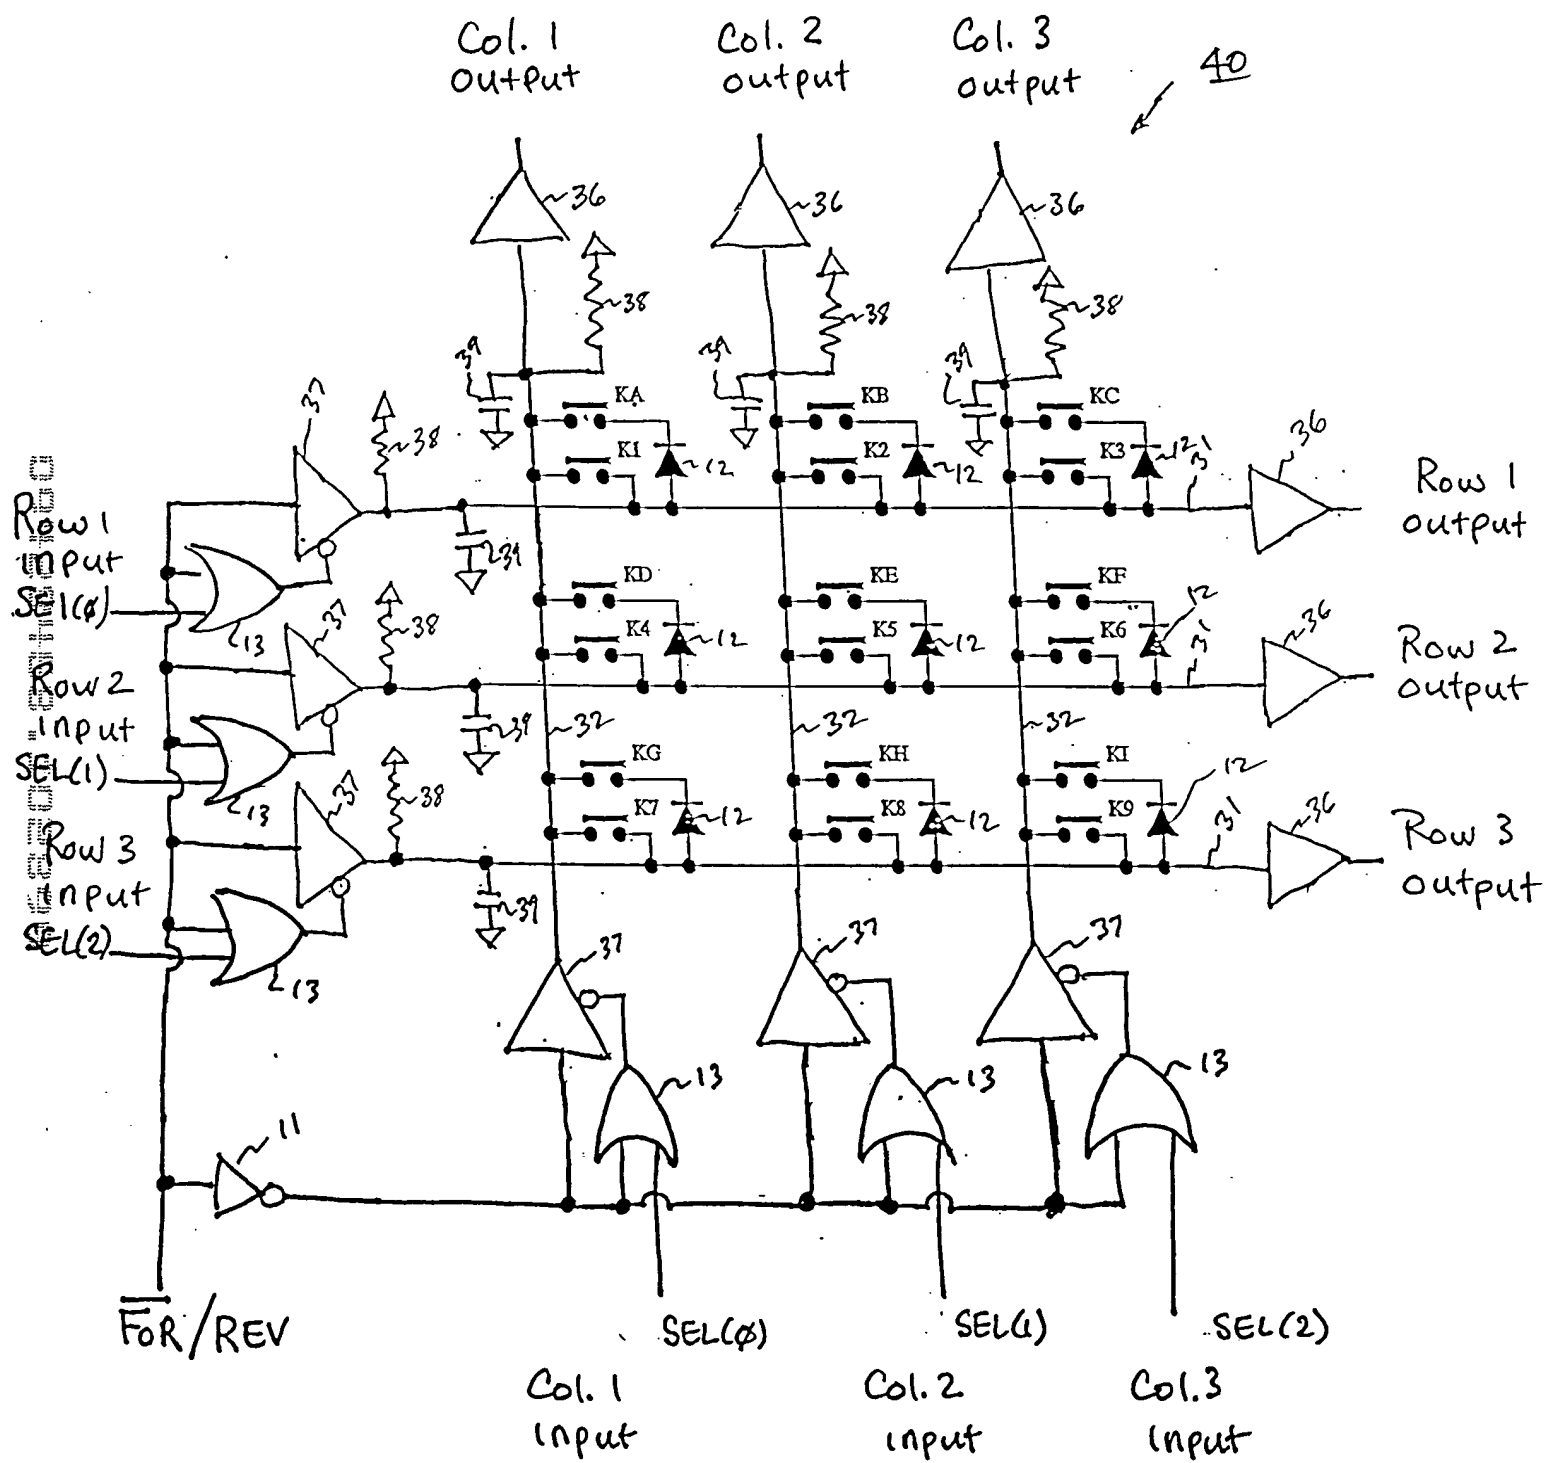 Col. 1
output
Col. 2
output
Col. 3
output
40
36
36
36
38
38
38
39
39
39
37
38
KA
KB
KC
K1
12
K2
12
K3
12
31
36
Row 1
output
Row 1
input
SEL(0)
39
13
37
38
KD
KE
KF
12
K4
12
K5
12
K6
31
36
Row 2
output
Row 2
input
SEL(1)
39
32
32
32
13
37
38
KG
KH
KI
12
K7
12
K8
12
K9
31
36
Row 3
output
Row 3
input
SEL(2)
39
13
37
37
37
13
13
13
11
FOR/REV
SEL(0)
SEL(1)
SEL(2)
Col. 1
input
Col. 2
input
Col. 3
input